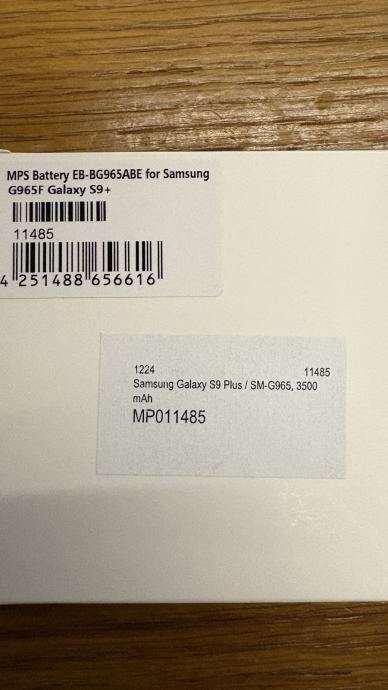 MPS Battery EB-BG965ABE for Samsung
G965F Galaxy S9+
11485
4 251488 656616
1224 11485
Samsung Galaxy S9 Plus / SM-G965, 3500
mAh
MP011485